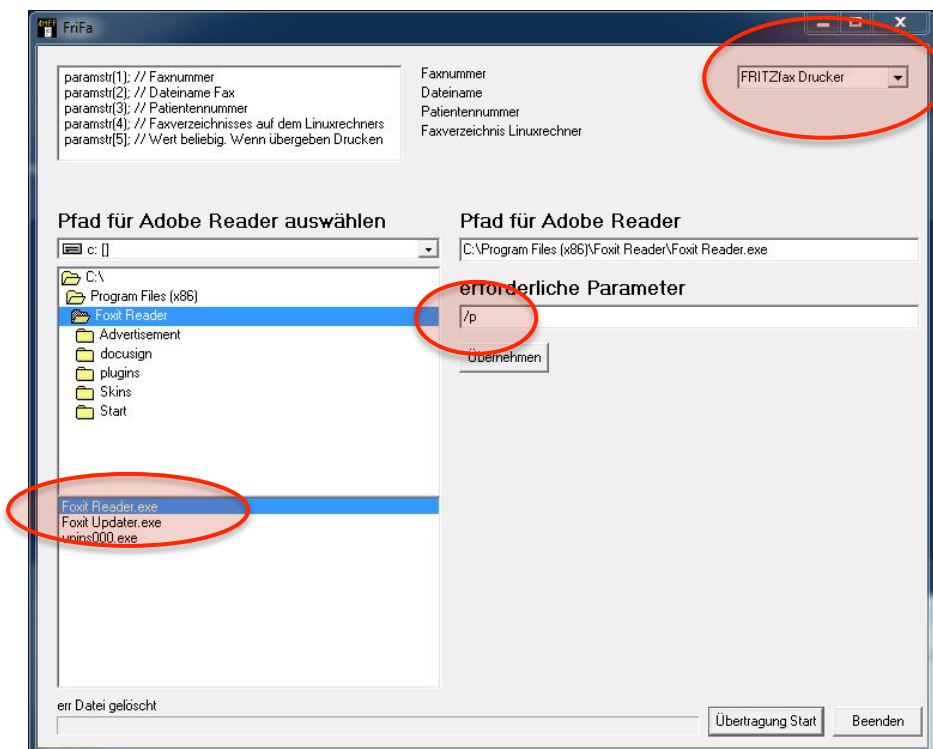 FriFa
paramstr(1); // Faxnummer
paramstr(2); // Dateiname Fax
paramstr(3); // Patientennummer
paramstr(4); // Faxverzeichnisses auf dem Linuxrechners
paramstr[5]; // Wert beliebig. Wenn übergeben Drucken
Faxnummer
Dateiname
Patientennummer
Faxverzeichnis Linuxrechner
FRITZfax Drucker
Pfad für Adobe Reader auswählen
c: []
C:\
Program Files (x86)
Foxit Reader
Advertisement
docusign
plugins
Skins
Start
Foxit Reader.exe
Foxit Updater.exe
unins000.exe
Pfad für Adobe Reader
C:\Program Files (x86)\Foxit Reader\Foxit Reader.exe
erforderliche Parameter
/p
Übernehmen
err Datei gelöscht
Übertragung Start
Beenden